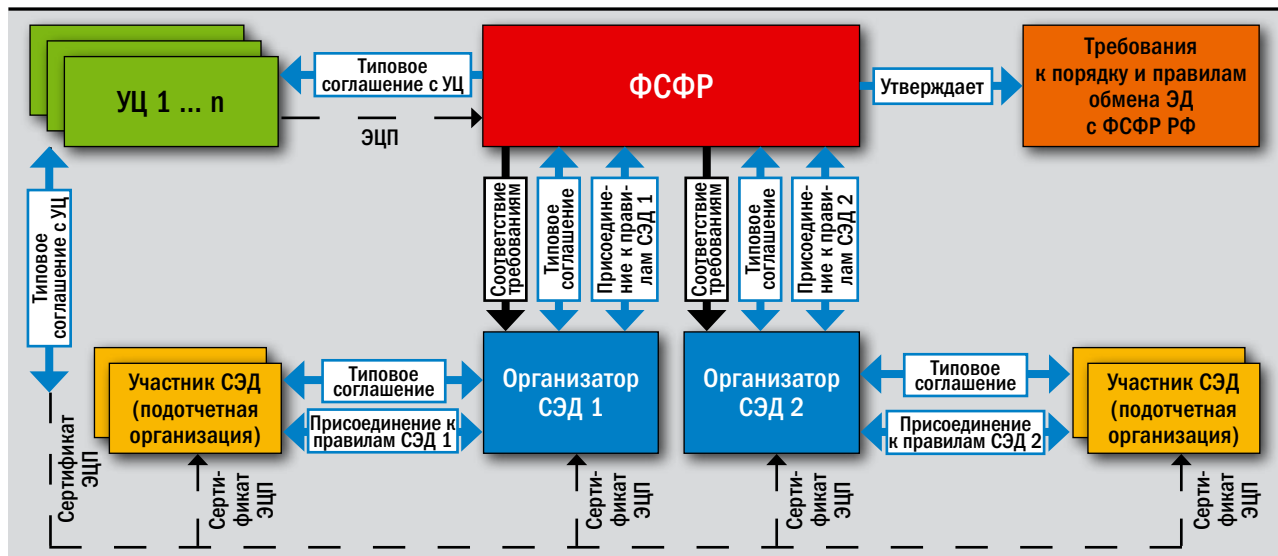 УЦ 1 ... n
Типовое
соглашение с УЦ
ЭЦП
ФСФР
Утверждает
Требования
к порядку и правилам
обмена ЭД
с ФСФР РФ
Типовое
соглашение с УЦ
Соответствие
требованиям
Типовое
соглашение
Присоедине-
ние к прави-
лам СЭД 1
Соответствие
требованиям
Типовое
соглашение
Присоедине-
ние к прави-
лам СЭД 2
Участник СЭД
(подотчетная
организация)
Типовое
соглашение
Присоединение к
правилам СЭД 1
Организатор
СЭД 1
Организатор
СЭД 2
Типовое
соглашение
Присоединение
к правилам СЭД 2
Участник СЭД
(подотчетная
организация)
Сертификат
ЭЦП
Серти-
фикат
ЭЦП
Серти-
фикат
ЭЦП
Серти-
фикат
ЭЦП
Серти-
фикат
ЭЦП